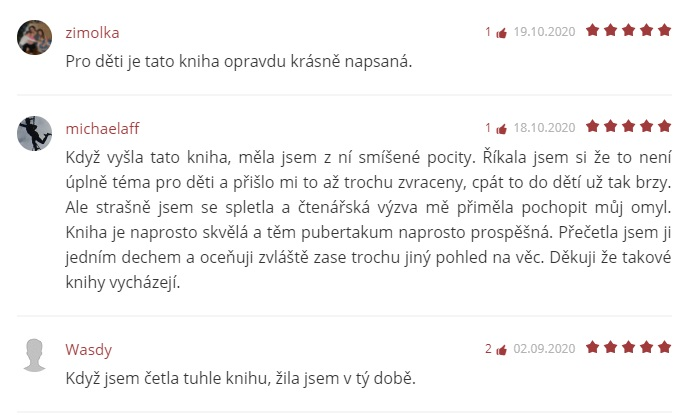 zimolka 1 19.10.2020
Pro děti je tato kniha opravdu krásně napsaná.
michaelaff 1 18.10.2020
Když vyšla tato kniha, měla jsem z ní smíšené pocity. Říkala jsem si že to není
úplně téma pro děti a přišlo mi to až trochu zvraceny, cpát to do dětí už tak brzy.
Ale strašně jsem se spletla a čtenářská výzva mě přiměla pochopit můj omyl.
Kniha je naprosto skvělá a těm pubertakum naprosto prospěšná. Přečetla jsem ji
jedním dechem a oceňuji zvláště zase trochu jiný pohled na věc. Děkuji že takové
knihy vycházejí.
Wasdy 2 02.09.2020
Když jsem četla tuhle knihu, žila jsem v tý době.